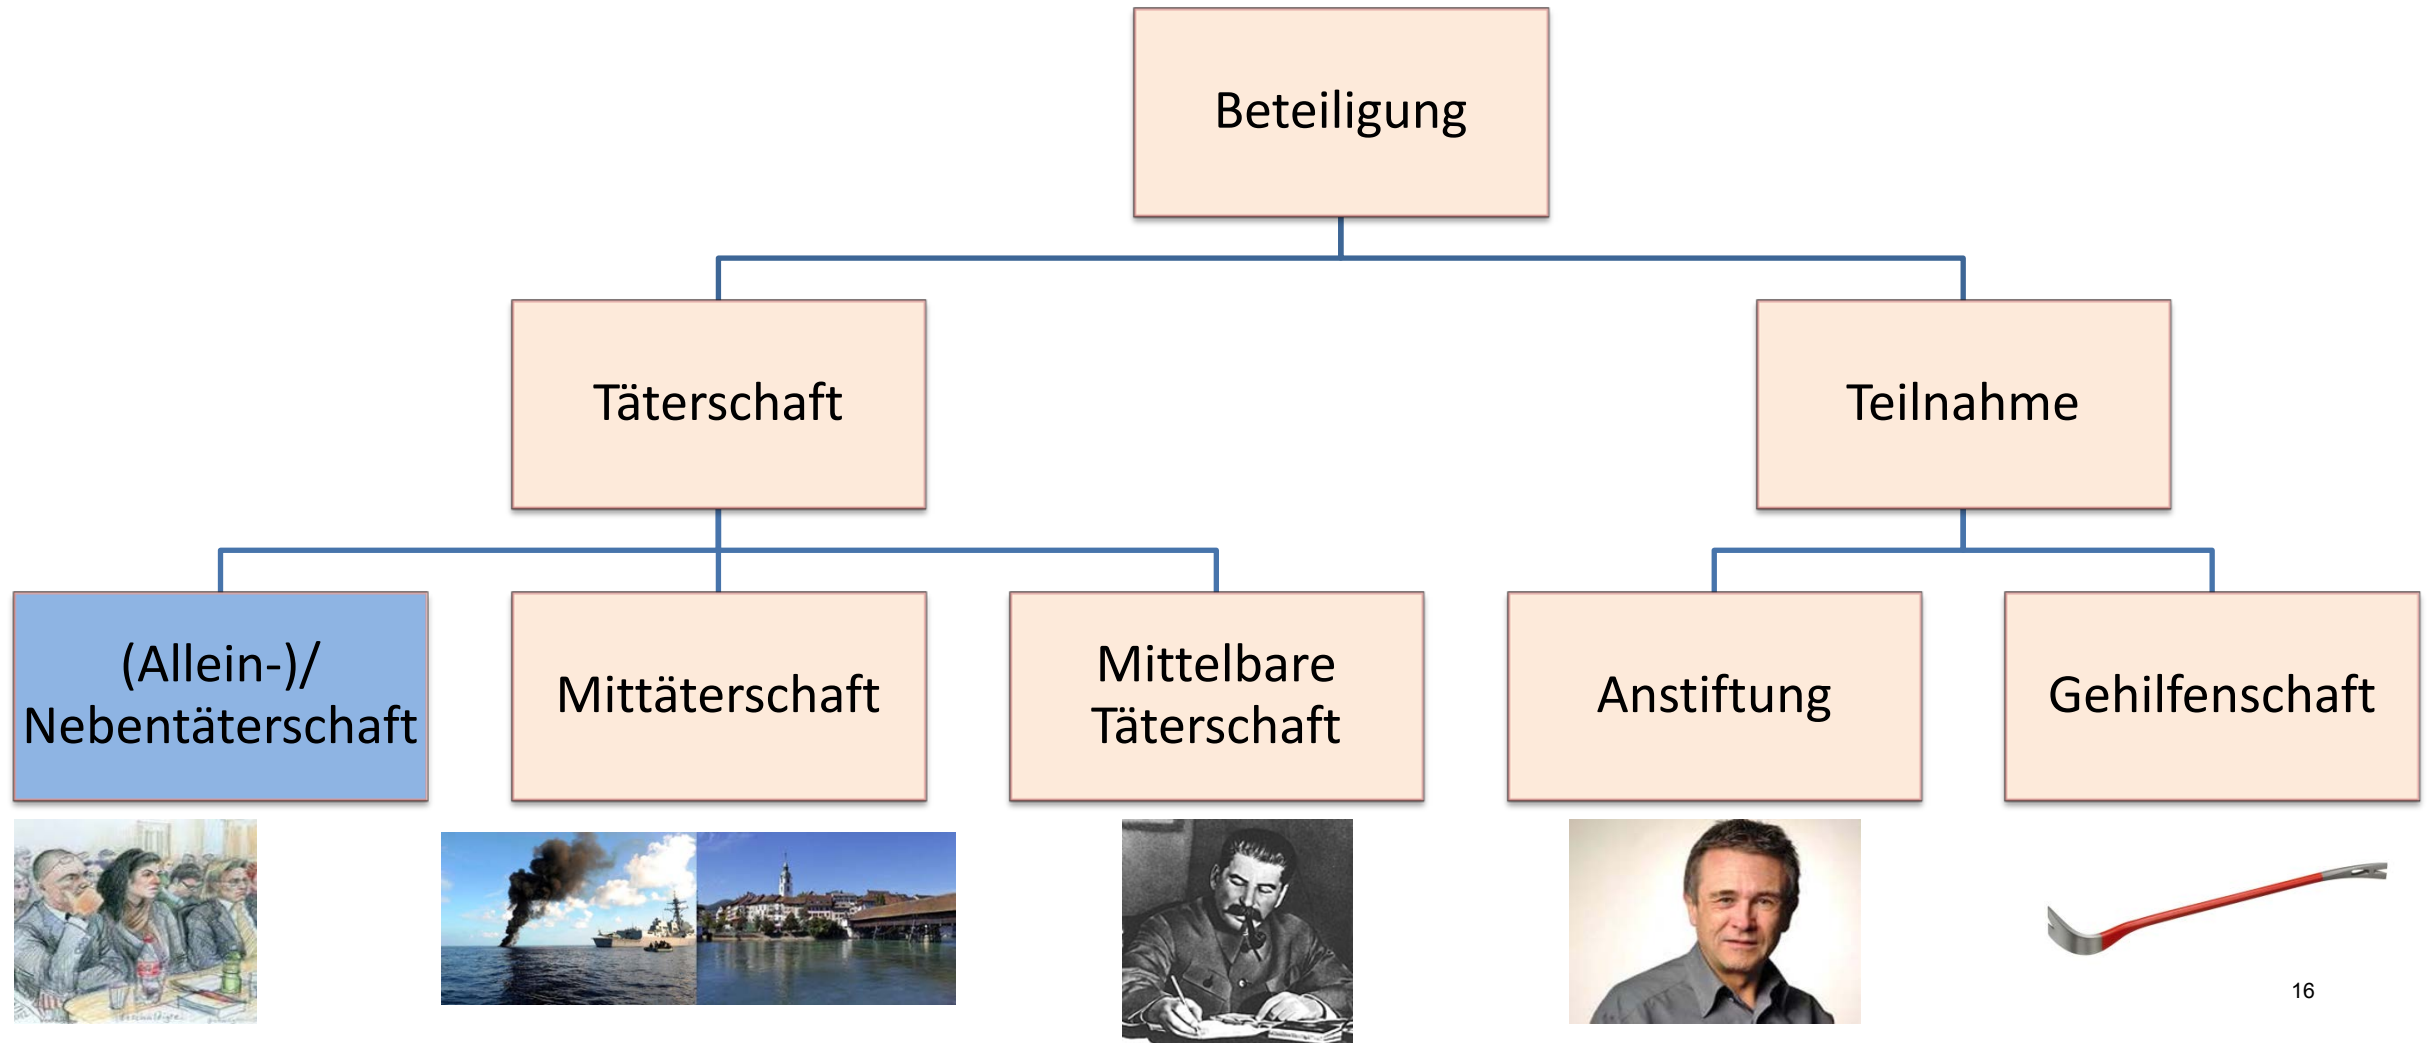 Beteiligung
Täterschaft
Teilnahme
(Allein-)/
Nebentäterschaft
Mittäterschaft
Mittelbare
Täterschaft
Anstiftung
Gehilfenschaft
16